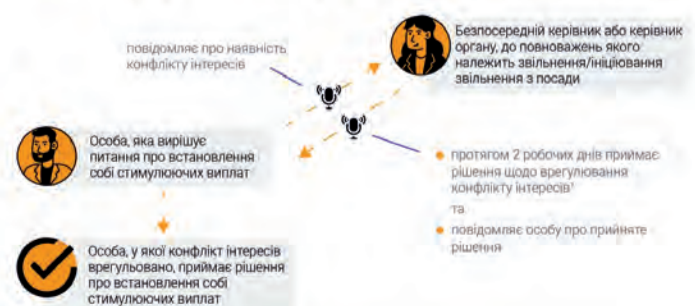 повідомляє про наявність
конфлікту інтересів
Безпосередній керівник або керівник
органу, до повноважень якого
належить звільнення/ініціювання
звільнення з посади
Особа, яка вирішує
питання про встановлення
собі стимулюючих виплат
протягом 2 робочих днів приймає
рішення щодо врегулювання
конфлікту інтересів¹
та
повідомляє особу про прийняте
рішення
Особа, у якої конфлікт інтересів
врегульовано, приймає рішення
про встановлення собі
стимулюючих виплат